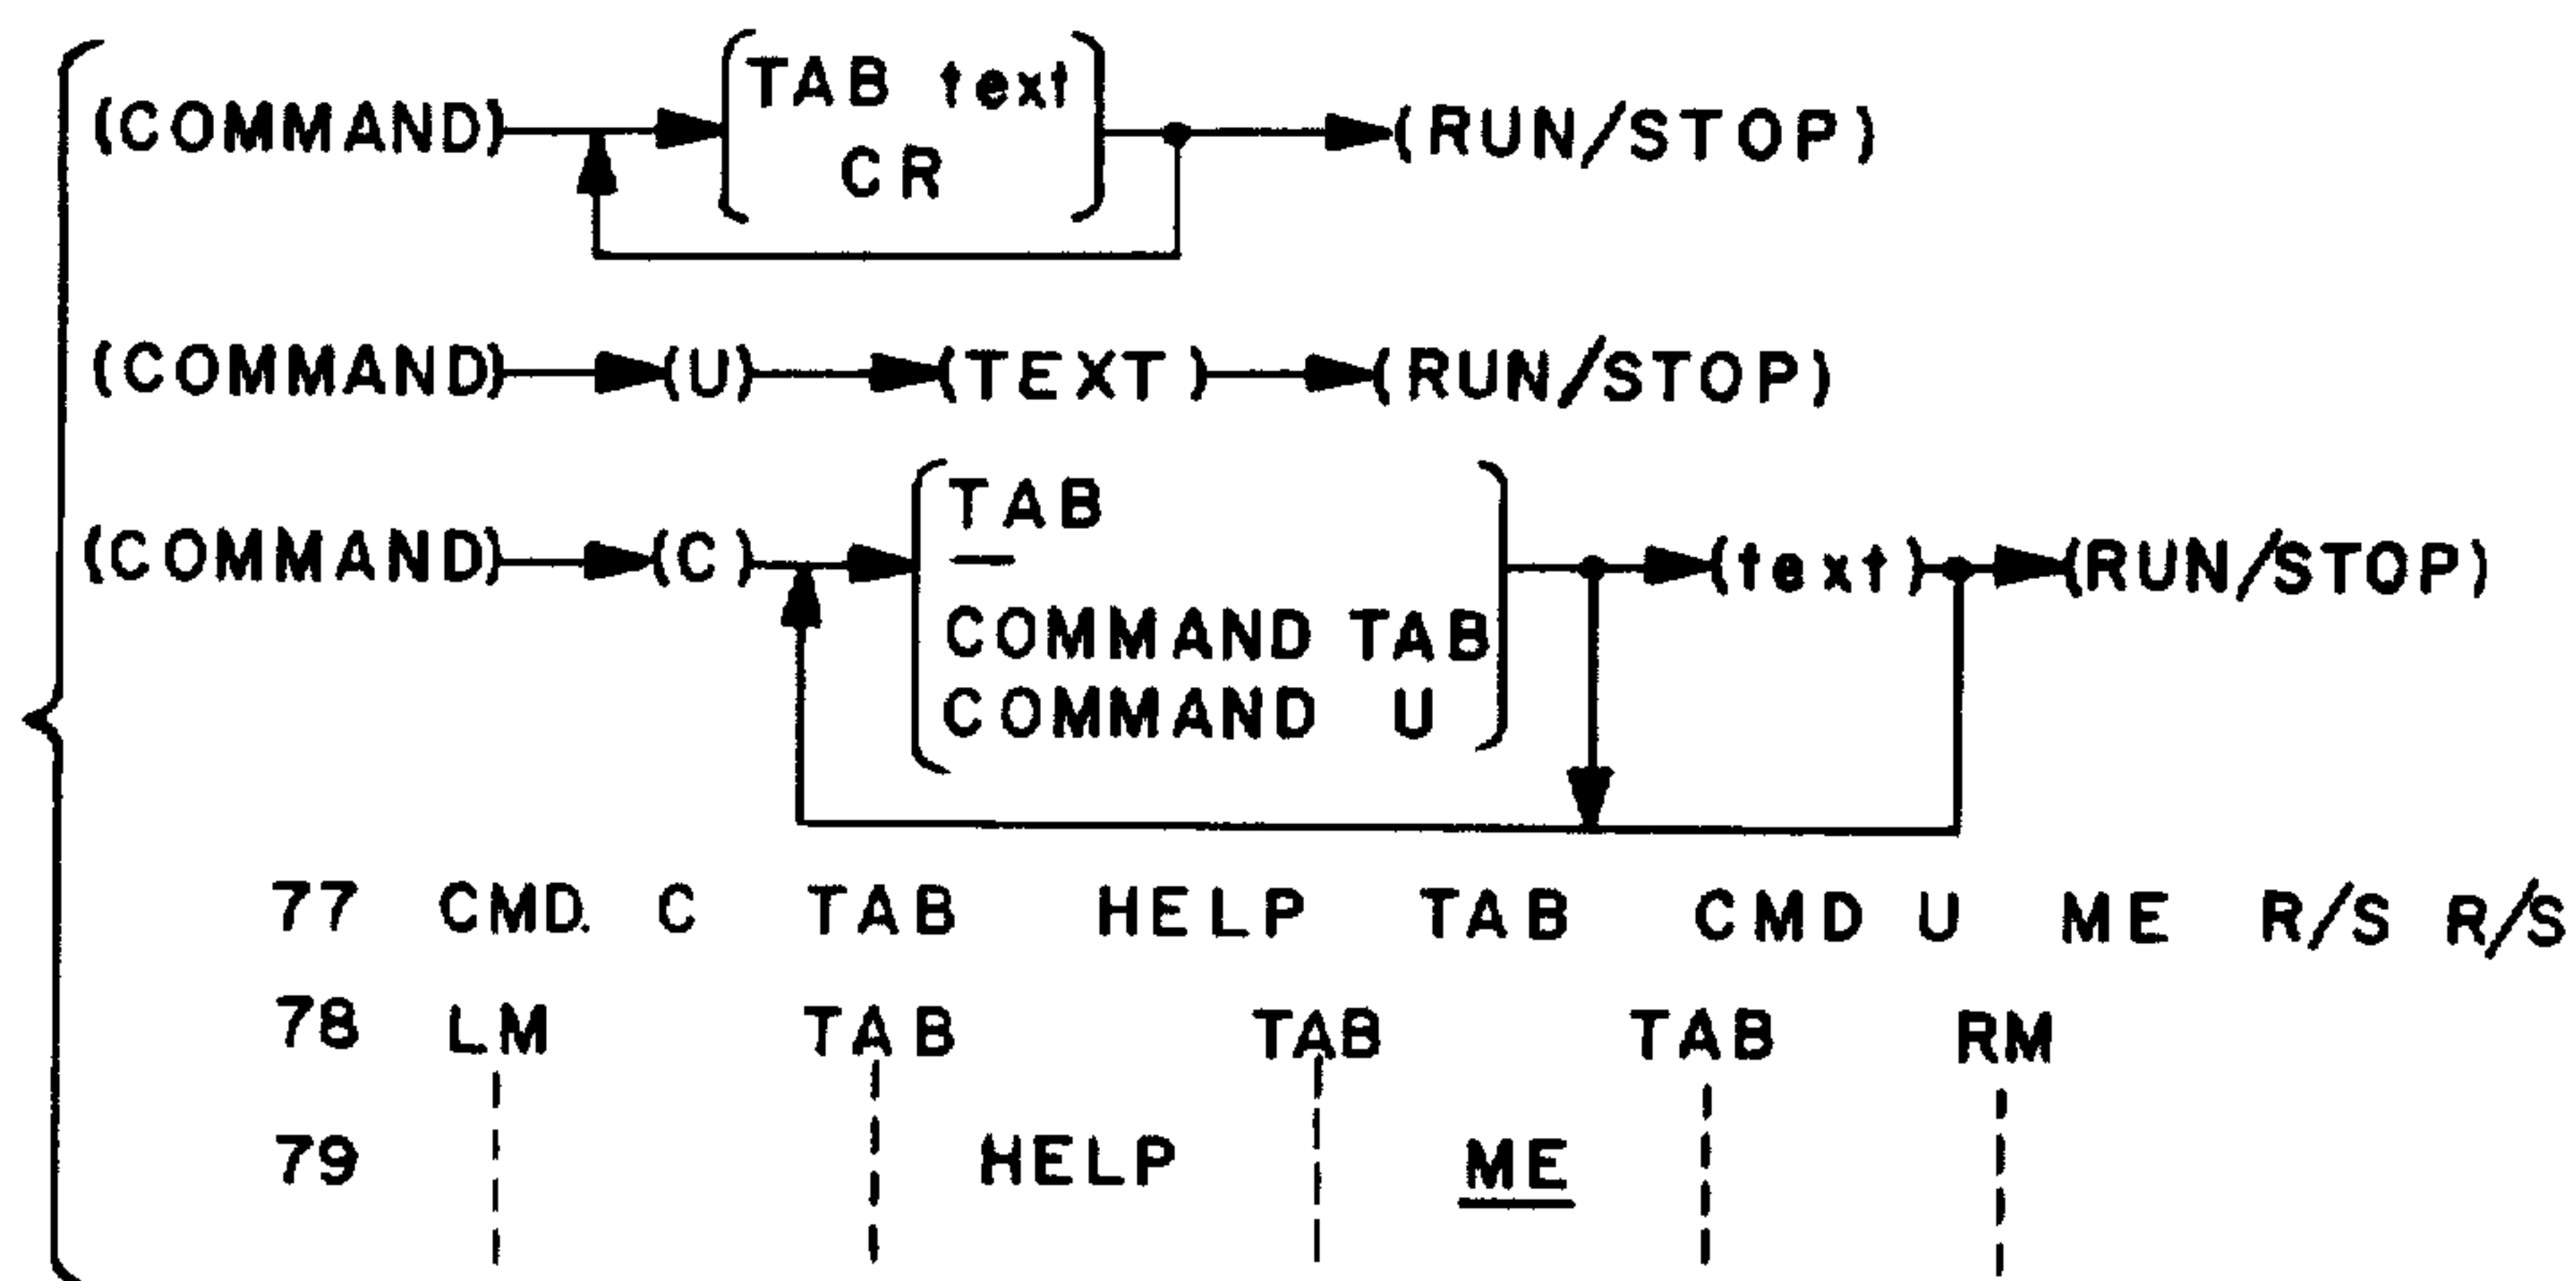 TAB text
(COMMAND) (RUN/STOP)
CR
(COMMAND) (U) (TEXT) (RUN/STOP)
TAB
(COMMAND) (C) — (text) (RUN/STOP)
COMMAND TAB
COMMAND U
77 CMD. C TAB HELP TAB CMD U ME R/S R/S
78 LM TAB TAB TAB RM
79 HELP ME